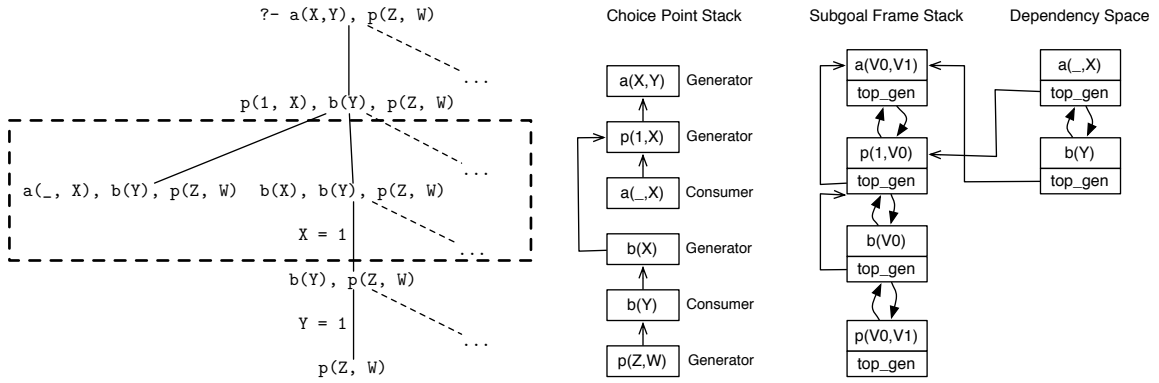 ?- a(X,Y), p(Z, W)
...
p(1, X), b(Y), p(Z, W)
...
a(_, X), b(Y), p(Z, W)
b(X), b(Y), p(Z, W)
X = 1
...
b(Y), p(Z, W)
Y = 1
...
p(Z, W)
Choice Point Stack
a(X,Y) Generator
p(1,X) Generator
a(_,X) Consumer
b(X) Generator
b(Y) Consumer
p(Z,W) Generator
Subgoal Frame Stack
a(V0,V1)
top_gen
p(1,V0)
top_gen
b(V0)
top_gen
p(V0,V1)
top_gen
Dependency Space
a(_,X)
top_gen
b(Y)
top_gen